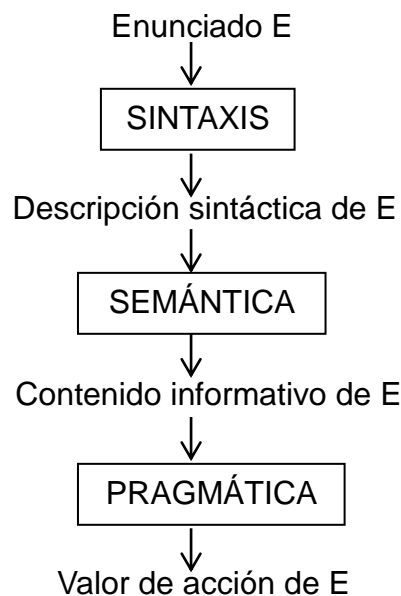 Enunciado E
SINTAXIS
Descripción sintáctica de E
SEMÁNTICA
Contenido informativo de E
PRAGMÁTICA
Valor de acción de E